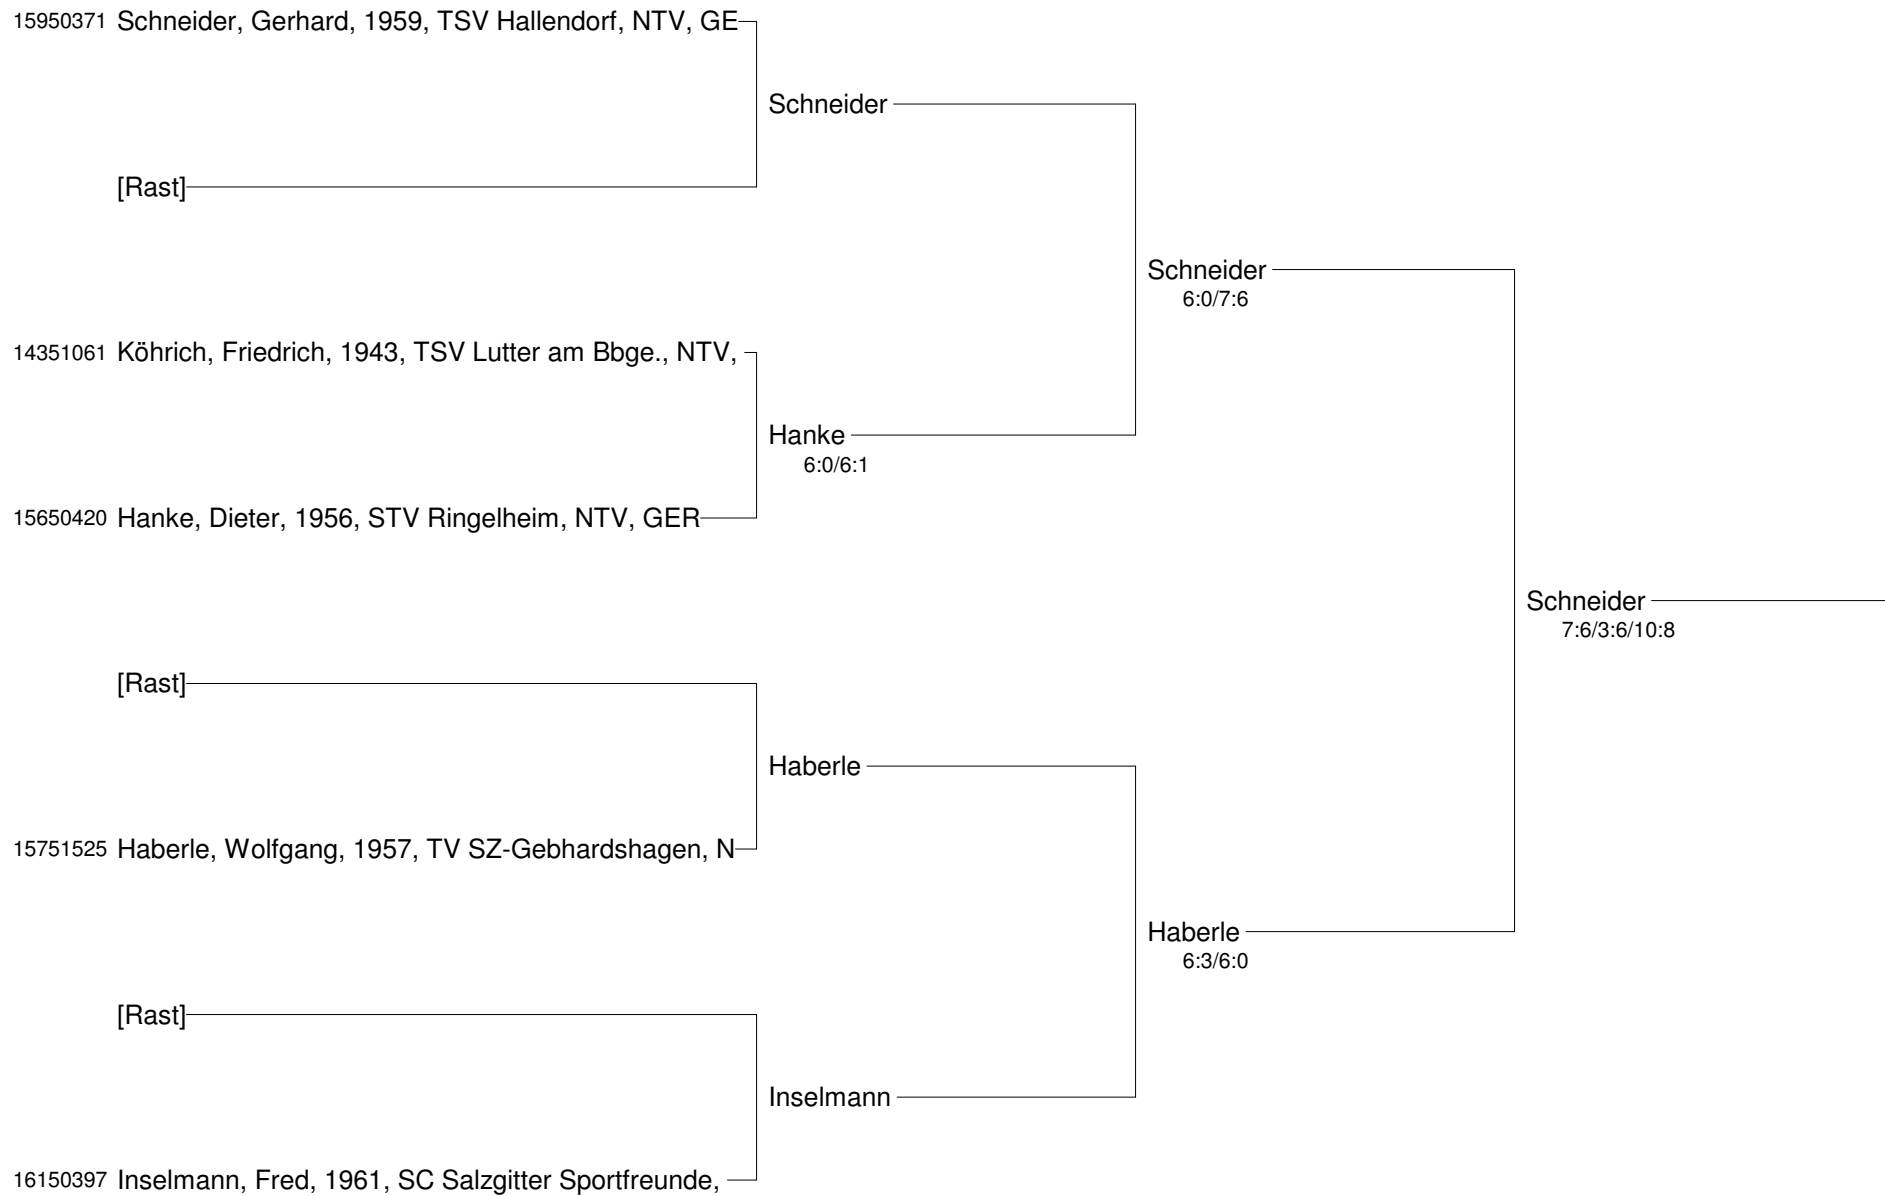 15950371 Schneider, Gerhard, 1959, TSV Hallendorf, NTV, GE
Schneider
[Rast]
Schneider
6:0/7:6
14351061 Köhrich, Friedrich, 1943, TSV Lutter am Bbge., NTV,
Hanke
6:0/6:1
15650420 Hanke, Dieter, 1956, STV Ringelheim, NTV, GER
Schneider
7:6/3:6/10:8
[Rast]
Haberle
15751525 Haberle, Wolfgang, 1957, TV SZ-Gebhardshagen, N
Haberle
6:3/6:0
[Rast]
Inselmann
16150397 Inselmann, Fred, 1961, SC Salzgitter Sportfreunde,